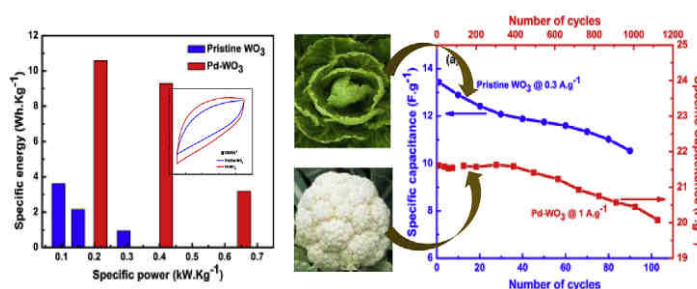 12
10
8
6
4
2
0
Specific energy (Wh.Kg⁻¹)
Pristine WO₃
Pd-WO₃
0.1 0.2 0.3 0.4 0.5 0.6 0.7
Specific power (kW.Kg⁻¹)
Number of cycles
0 200 400 600 800 1000
14
12
10
8
6
Specific capacitance (F.g⁻¹)
(a)
Pristine WO₃ @ 0.3 A.g⁻¹
Pd-WO₃ @ 1 A.g⁻¹
25
24
23
22
21
20
19
0 20 40 60 80 100
Number of cycles